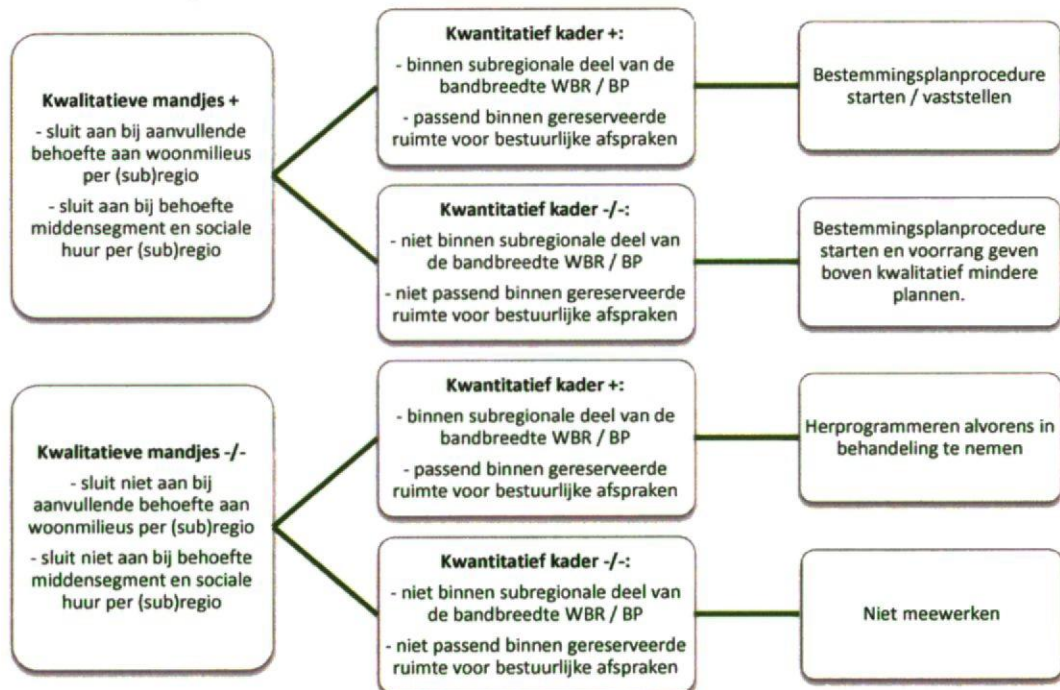 Kwalitatieve mandjes +
- sluit aan bij aanvullende
behoefte aan woonmilieus
per (sub)regio
- sluit aan bij behoefte
middensegment en sociale
huur per (sub)regio
Kwantitatief kader +:
- binnen subregionale deel van de
bandbreedte WBR / BP
- passend binnen gereserveerde
ruimte voor bestuurlijke afspraken
Bestemmingsplanprocedure
starten / vaststellen
Kwantitatief kader -/-:
- niet binnen subregionale deel van
de bandbreedte WBR / BP
- niet passend binnen gereserveerde
ruimte voor bestuurlijke afspraken
Bestemmingsplanprocedure
starten en voorrang geven
boven kwalitatief mindere
plannen.
Kwalitatieve mandjes -/-
- sluit niet aan bij
aanvullende behoefte aan
woonmilieus per (sub)regio
- sluit niet aan bij behoefte
middensegment en sociale
huur per (sub)regio
Kwantitatief kader +:
- binnen subregionale deel van de
bandbreedte WBR / BP
- passend binnen gereserveerde
ruimte voor bestuurlijke afspraken
Herprogrammeren alvorens in
behandeling te nemen
Kwantitatief kader -/-:
- niet binnen subregionale deel van
de bandbreedte WBR / BP
- niet passend binnen gereserveerde
ruimte voor bestuurlijke afspraken
Niet meewerken